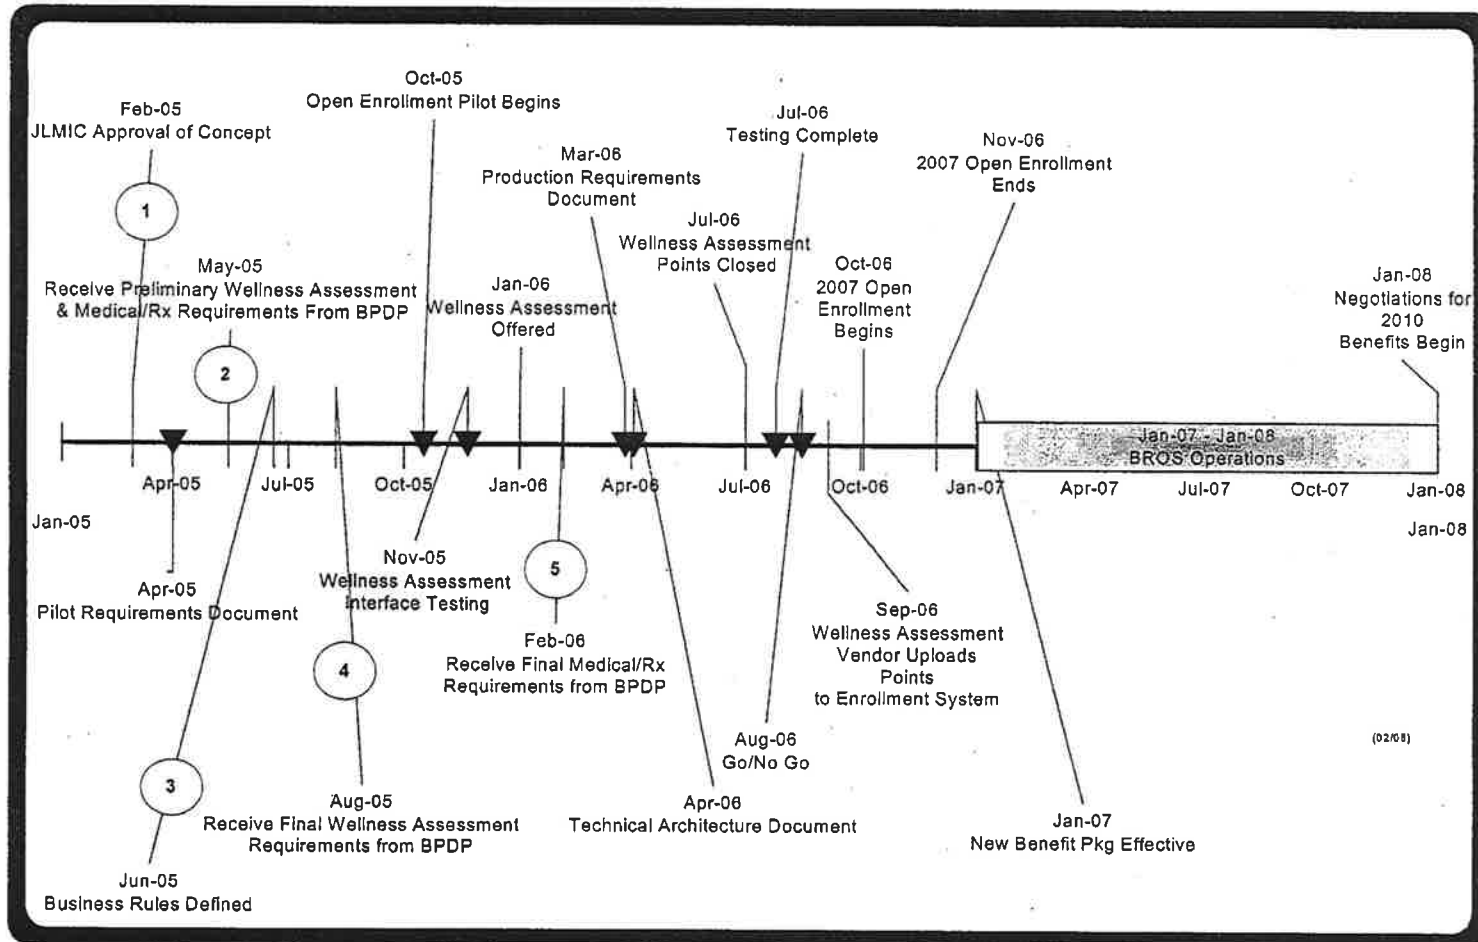 Oct-05
Open Enrollment Pilot Begins
Feb-05
JLMIC Approval of Concept
Jul-06
Testing Complete
Mar-06
Production Requirements
Document
Nov-06
2007 Open Enrollment
Ends
1
Jul-06
Wellness Assessment
Points Closed
May-05
Receive Preliminary Wellness Assessment
& Medical/Rx Requirements From BPDP
Oct-06
2007 Open
Enrollment
Begins
Jan-06
Wellness Assessment
Offered
Jan-08
Negotiations for
2010
Benefits Begin
2
Jan-07 - Jan-08
BROS Operations
Apr-05
Jul-05
Oct-05
Jan-06
Apr-06
Jul-06
Oct-06
Jan-07
Apr-07
Jul-07
Oct-07
Jan-08
Jan-05
Jan-08
Nov-05
Wellness Assessment
Interface Testing
5
Apr-05
Pilot Requirements Document
Sep-06
Wellness Assessment
Vendor Uploads
Points
to Enrollment System
Feb-06
Receive Final Medical/Rx
Requirements from BPDP
4
Aug-06
Go/No Go
3
Aug-05
Receive Final Wellness Assessment
Requirements from BPDP
Apr-06
Technical Architecture Document
Jan-07
New Benefit Pkg Effective
Jun-05
Business Rules Defined